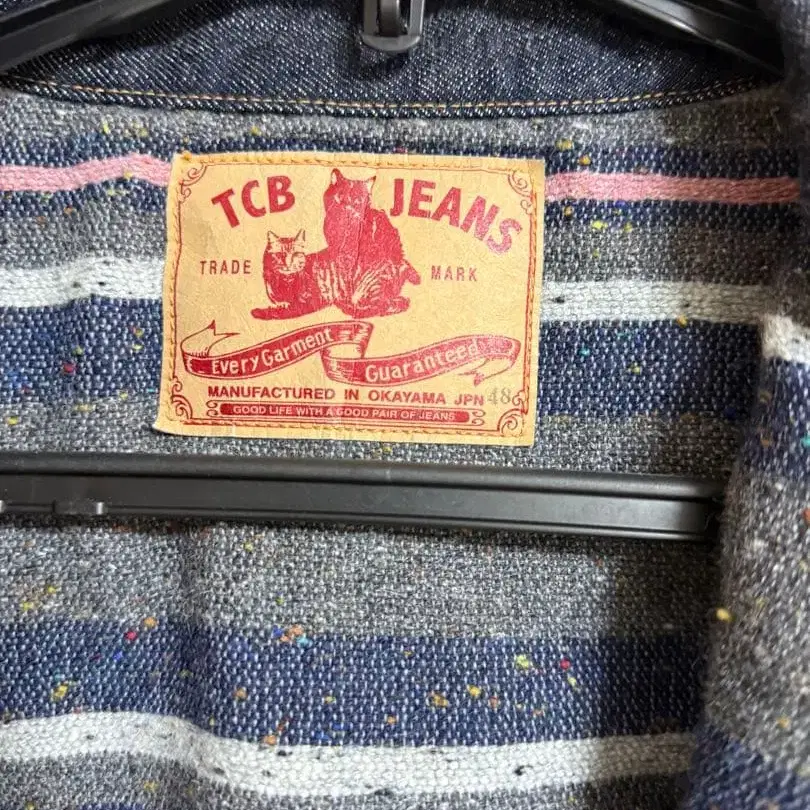 TCB JEANS
TRADE MARK
Every Garment
Guaranteed
MANUFACTURED IN OKAYAMA JPN 48
GOOD LIFE WITH A GOOD PAIR OF JEANS